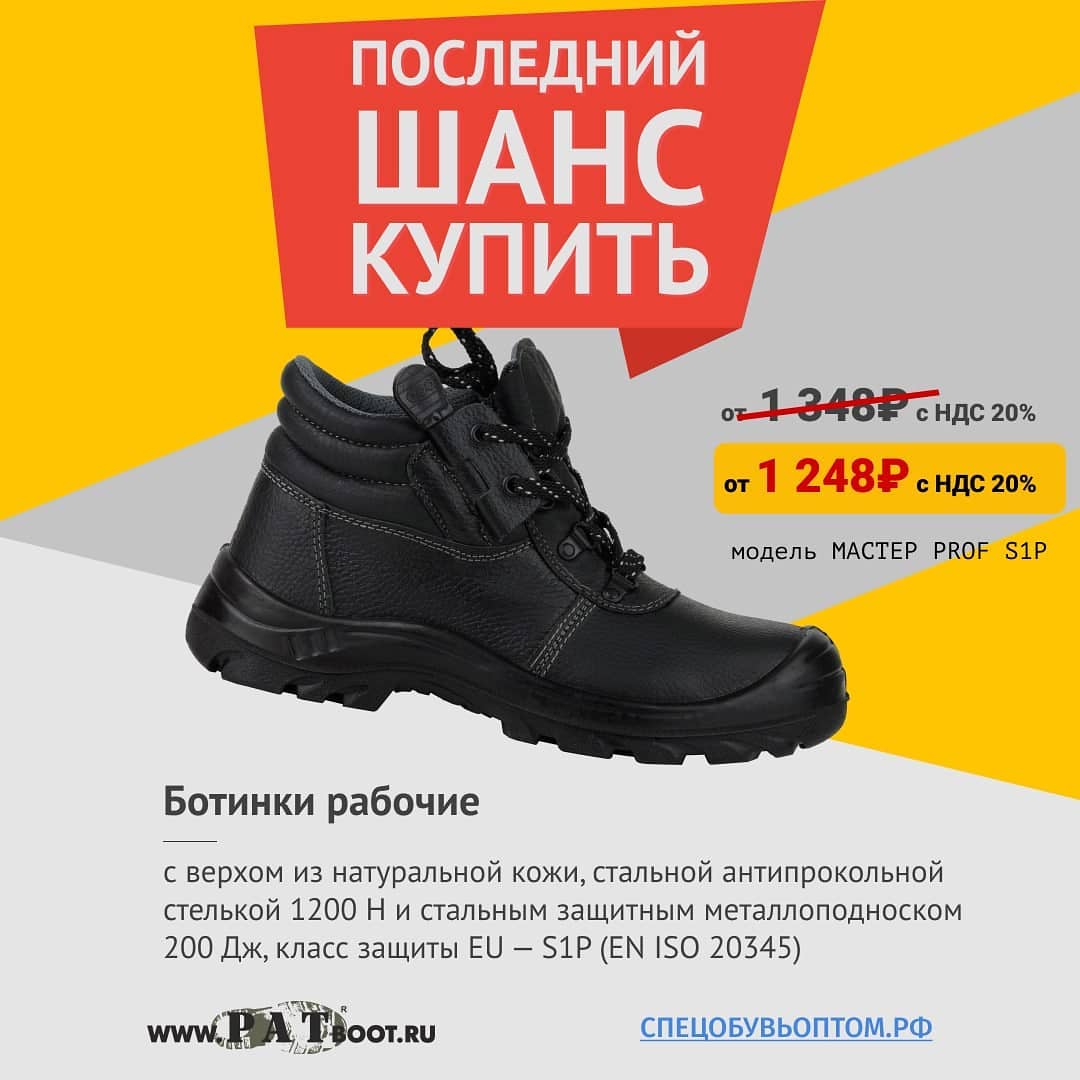 ПОСЛЕДНИЙ
ШАНС
КУПИТЬ
от 1 348₽ с НДС 20%
от 1 248₽ с НДС 20%
модель МАСТЕР PROF S1P
Ботинки рабочие
с верхом из натуральной кожи, стальной антипрокольной
стелькой 1200 Н и стальным защитным металлоподноском
200 Дж, класс защиты EU — S1P (EN ISO 20345)
WWW.PATBOOT.RU ®
СПЕЦОБУВЬОПТОМ.РФ